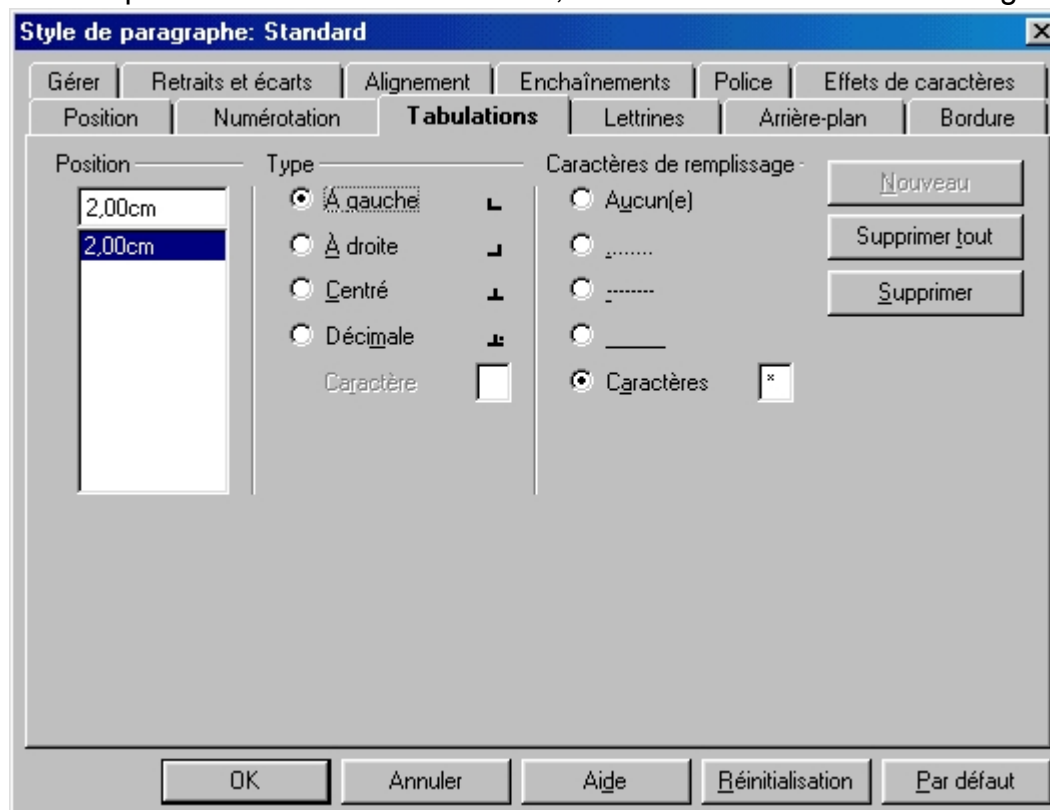 Style de paragraphe: Standard
Gérer Retraits et écarts Alignement Enchaînements Police Effets de caractères
Position Numérotation Tabulations Lettrines Arrière-plan Bordure
Position Type Caractères de remplissage
2,00cm À gauche Aucun(e) Nouveau
2,00cm À droite ........ Supprimer tout
Centré -------- Supprimer
Décimale ______
Caractère Caractères *
OK Annuler Aide Réinitialisation Par défaut